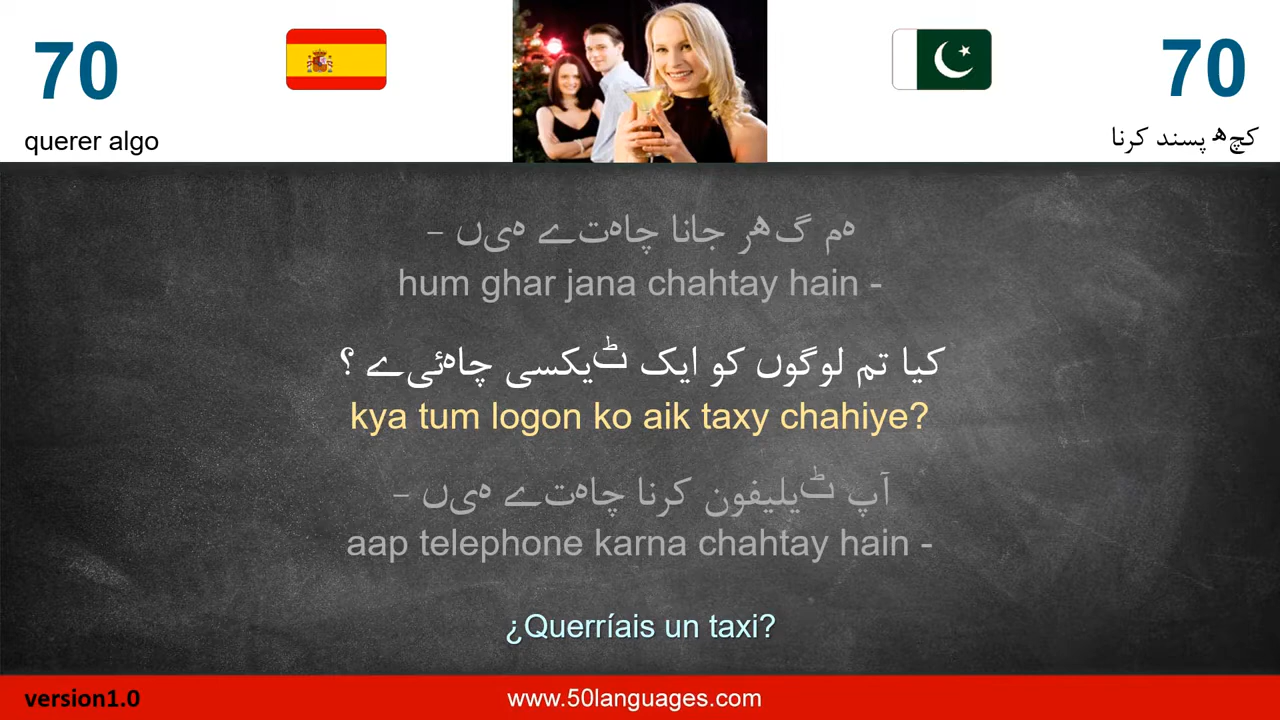 70
70
querer algo
کچھ پسند کرنا
ہم گھر جانا چاہتے ہیں –
hum ghar jana chahtay hain -
کیا تم لوگوں کو ایک ٹیکسی چاہئیے ؟
kya tum logon ko aik taxy chahiye?
آپ ٹیلیفون کرنا چاہتے ہیں –
aap telephone karna chahtay hain -
¿Querríais un taxi?
version1.0
www.50languages.com